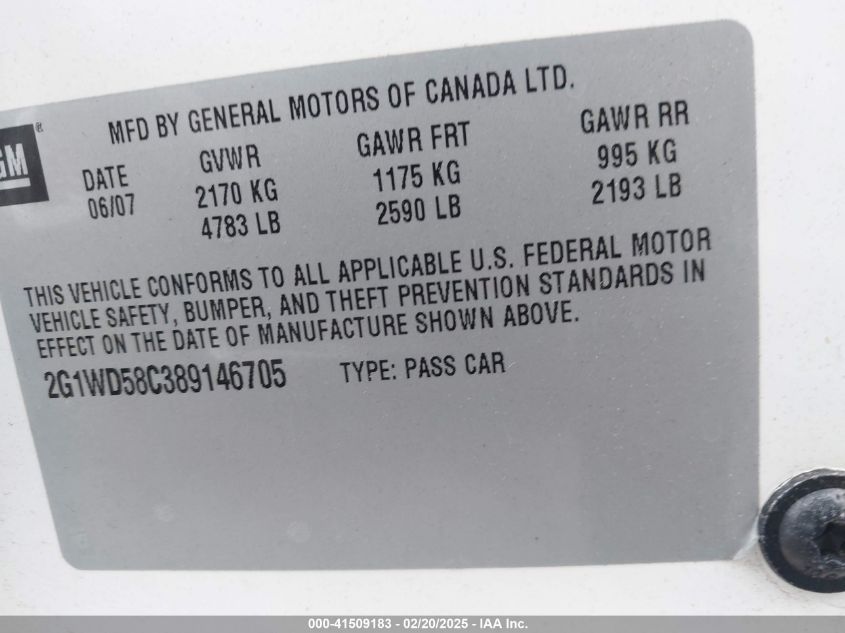 GM ®
MFD BY GENERAL MOTORS OF CANADA LTD.
DATE GVWR GAWR FRT GAWR RR
06/07 2170 KG 1175 KG 995 KG
4783 LB 2590 LB 2193 LB
THIS VEHICLE CONFORMS TO ALL APPLICABLE U.S. FEDERAL MOTOR
VEHICLE SAFETY, BUMPER, AND THEFT PREVENTION STANDARDS IN
EFFECT ON THE DATE OF MANUFACTURE SHOWN ABOVE.
2G1WD58C389146705 TYPE: PASS CAR
000-41509183 - 02/20/2025 - IAA Inc.